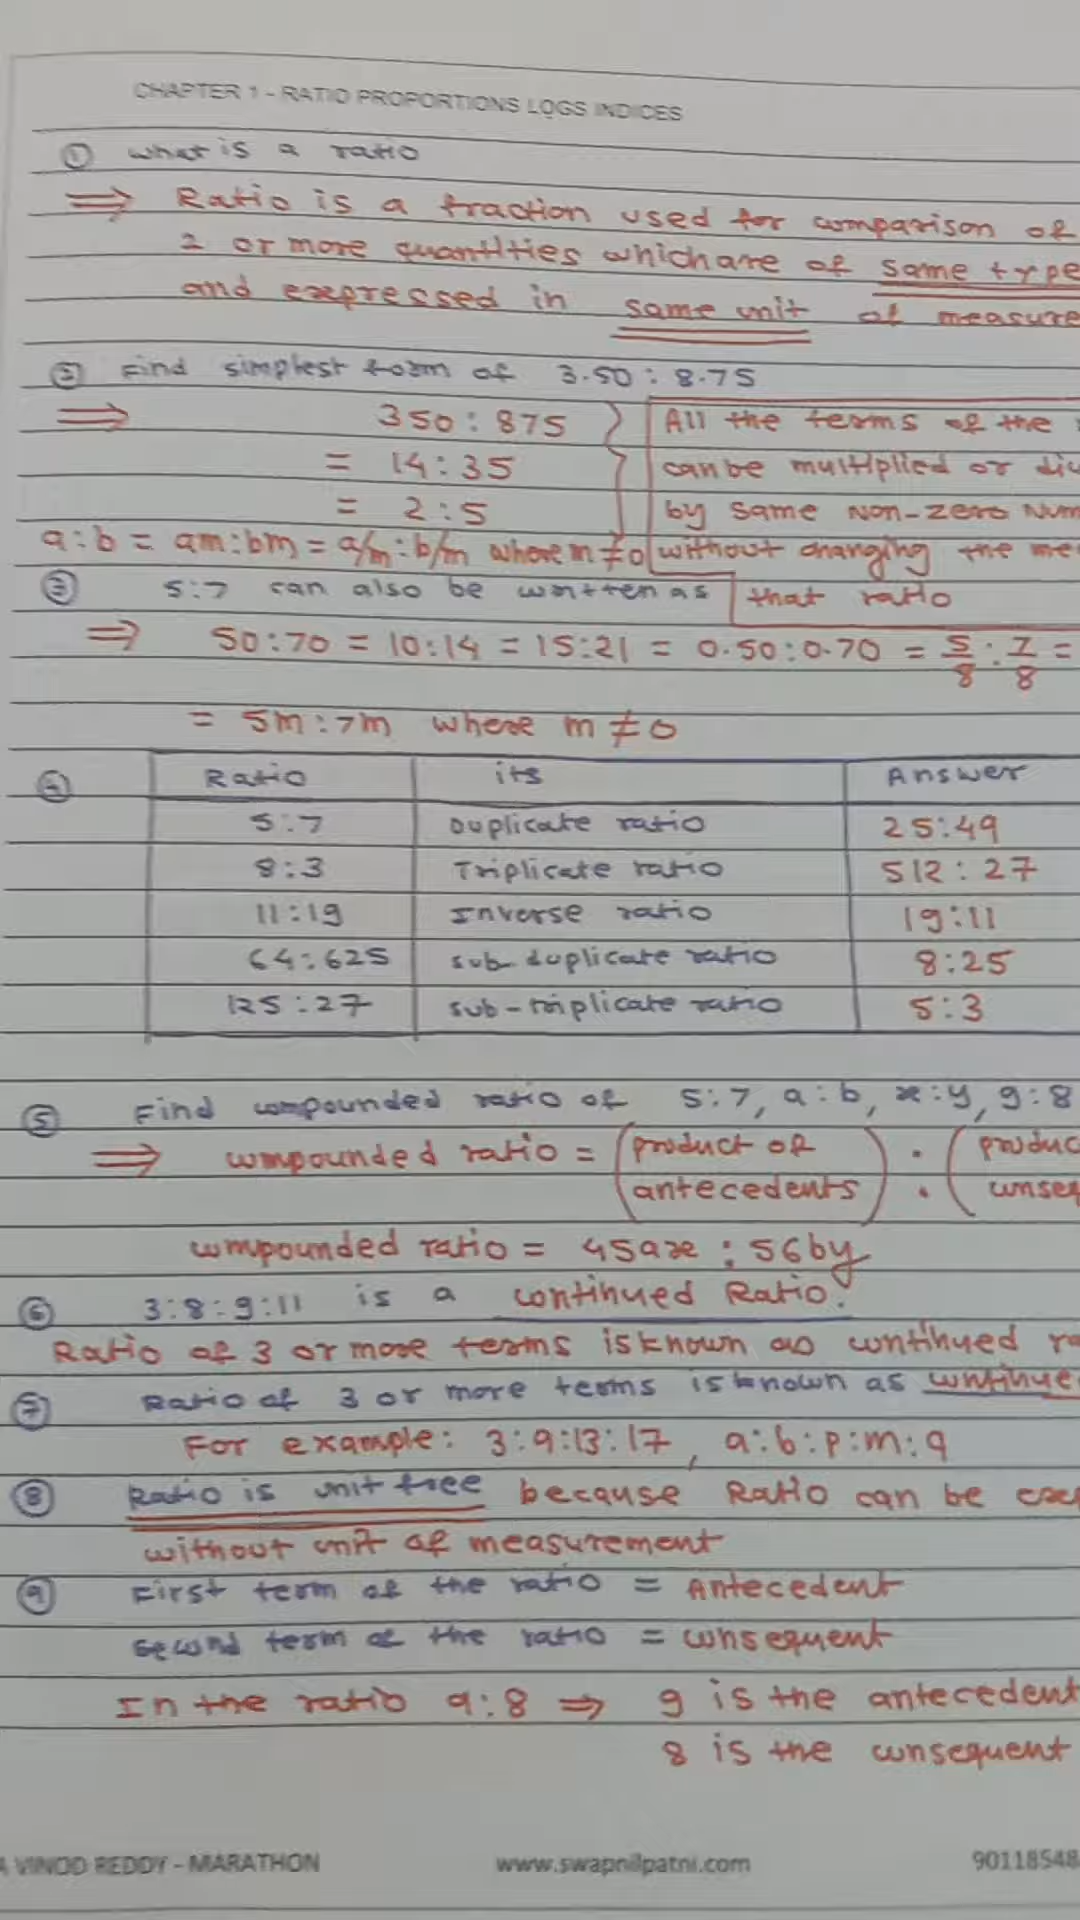 CHAPTER 1 - RATIO PROPORTIONS LOGS INDICES
① what is a ratio
⇒ Ratio is a fraction used for comparison of
2 or more quantities which are of same type
and expressed in same unit of measure
② Find simplest form of 3.50 : 8.75
⇒ 350 : 875
= 14 : 35
= 2 : 5
All the terms of the
can be multiplied or
by same non-zero
a:b = am:bm = a/m : b/m where m≠0
without changing the
③ 5:7 can also be written as
that ratio
⇒ 50:70 = 10:14 = 15:21 = 0.50:0.70 = 5/8 : 7/8 =
= 5m : 7m where m ≠ 0
④ Ratio its Answer
5:7 Duplicate ratio 25:49
8:3 Triplicate ratio 512:27
11:19 Inverse ratio 19:11
64:625 sub-duplicate ratio 8:25
125:27 sub-triplicate ratio 5:3
⑤ Find compounded ratio of 5:7, a:b, x:y, 9:8
⇒ compounded ratio = (product of antecedents) : (
compounded ratio = 45ax : 56by
⑥ 3:8:9:11 is a continued Ratio.
Ratio of 3 or more terms is known as continued
⑦ Ratio of 3 or more terms is known as continue
For example: 3:9:13:17, a:b:p:m:q
⑧ Ratio is unit free because Ratio can be
without unit of measurement
⑨ First term of the ratio = Antecedent
second term of the ratio = consequent
In the ratio 9:8 ⇒ 9 is the antecedent
8 is the consequent
A VINOD REDDY - MARATHON www.swapnilpatni.com 90118548